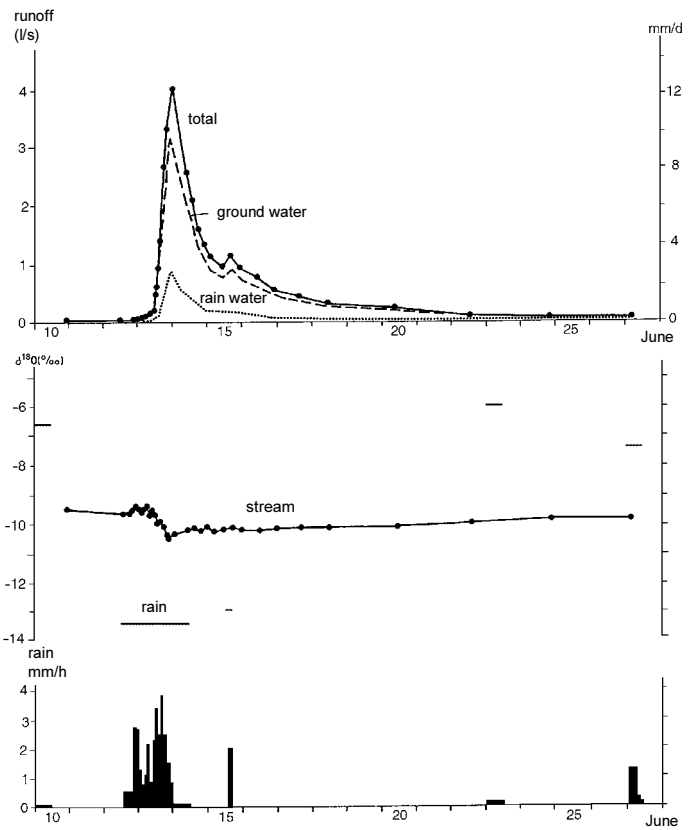 runoff
(l/s)
mm/d
4
3
2
1
0
12
8
4
0
total
ground water
rain water
10
15
20
25
June
δ¹⁸O(‰)
-6
-8
-10
-12
-14
stream
rain
rain
mm/h
4
3
2
1
0
10
15
20
25
June